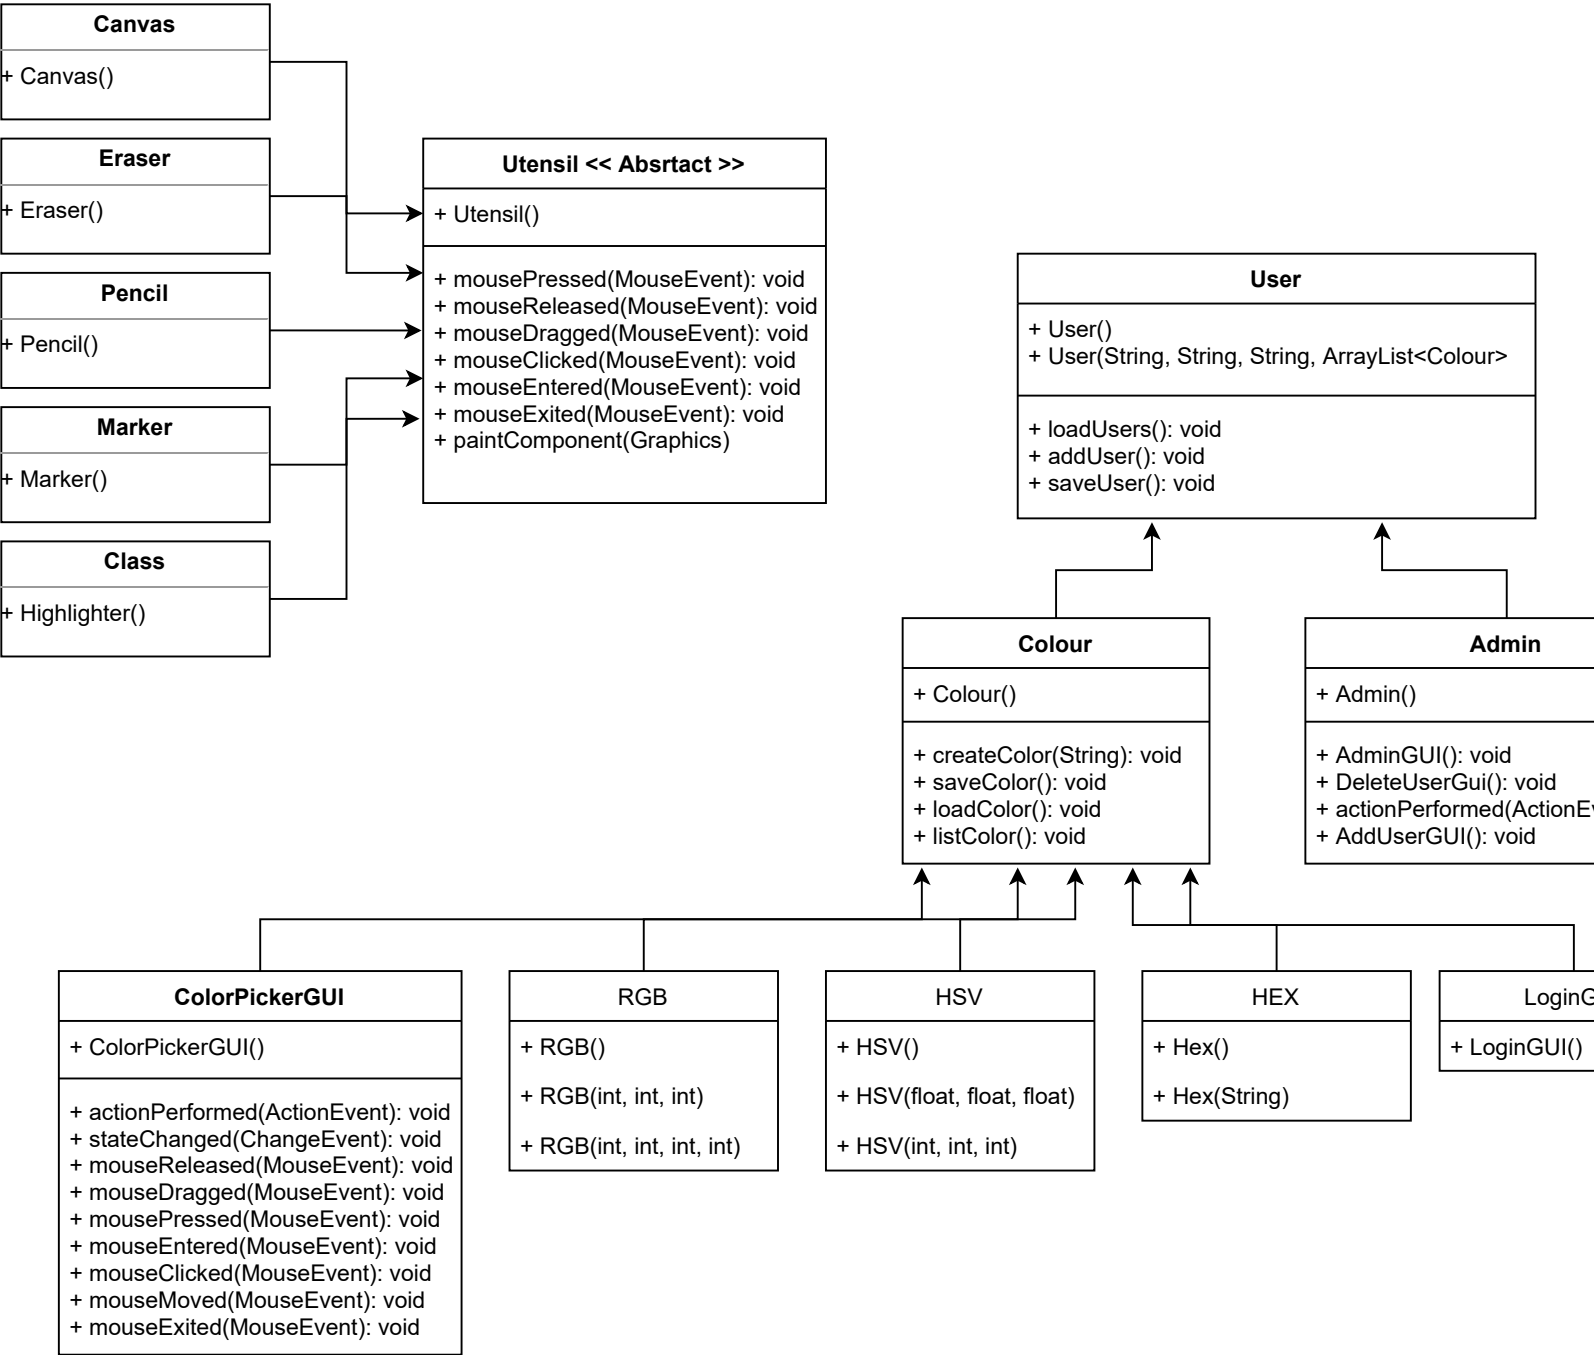 Canvas
+ Canvas()
Eraser
+ Eraser()
Pencil
+ Pencil()
Marker
+ Marker()
Class
+ Highlighter()
Utensil << Absrtact >>
+ Utensil()
+ mousePressed(MouseEvent): void
+ mouseReleased(MouseEvent): void
+ mouseDragged(MouseEvent): void
+ mouseClicked(MouseEvent): void
+ mouseEntered(MouseEvent): void
+ mouseExited(MouseEvent): void
+ paintComponent(Graphics)
User
+ User()
+ User(String, String, String, ArrayList<Colour>
+ loadUsers(): void
+ addUser(): void
+ saveUser(): void
Colour
+ Colour()
+ createColor(String): void
+ saveColor(): void
+ loadColor(): void
+ listColor(): void
Admin
+ Admin()
+ AdminGUI(): void
+ DeleteUserGui(): void
+ actionPerformed(ActionEv
+ AddUserGUI(): void
ColorPickerGUI
+ ColorPickerGUI()
+ actionPerformed(ActionEvent): void
+ stateChanged(ChangeEvent): void
+ mouseReleased(MouseEvent): void
+ mouseDragged(MouseEvent): void
+ mousePressed(MouseEvent): void
+ mouseEntered(MouseEvent): void
+ mouseClicked(MouseEvent): void
+ mouseMoved(MouseEvent): void
+ mouseExited(MouseEvent): void
RGB
+ RGB()
+ RGB(int, int, int)
+ RGB(int, int, int, int)
HSV
+ HSV()
+ HSV(float, float, float)
+ HSV(int, int, int)
HEX
+ Hex()
+ Hex(String)
LoginG
+ LoginGUI()